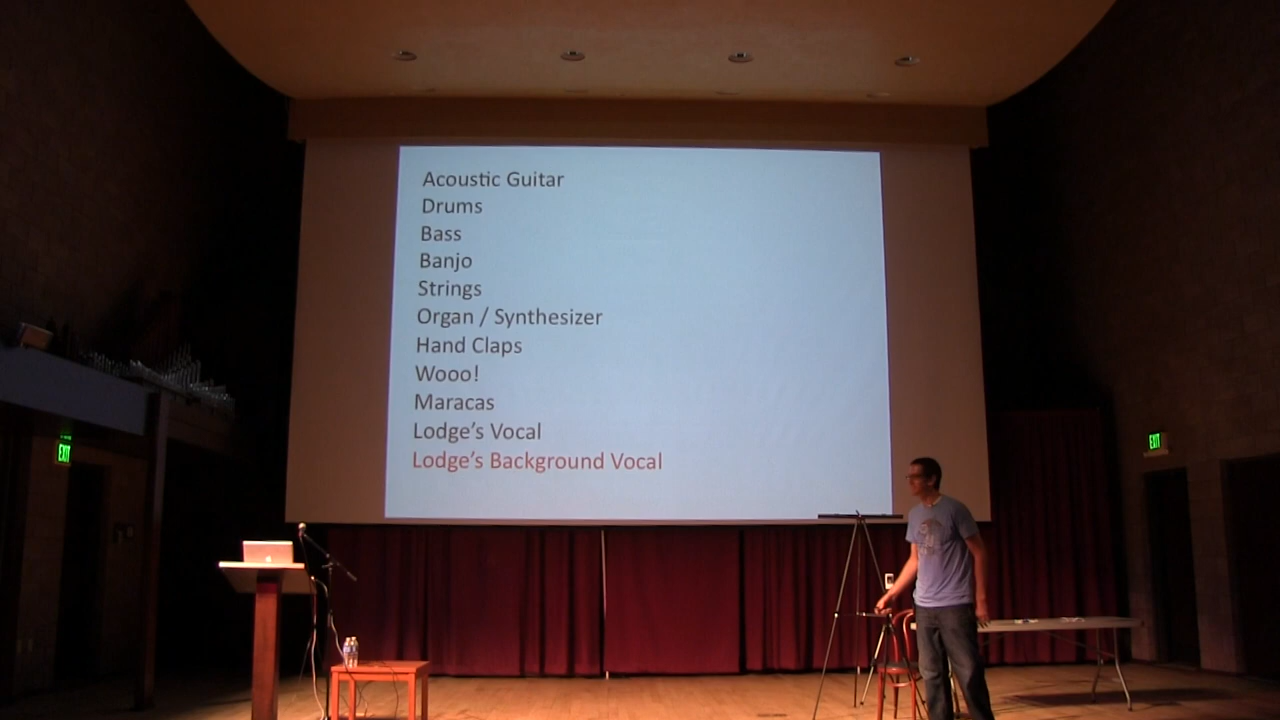 Acoustic Guitar
Drums
Bass
Banjo
Strings
Organ / Synthesizer
Hand Claps
Wooo!
Maracas
Lodge's Vocal
Lodge's Background Vocal
EXIT
EXIT